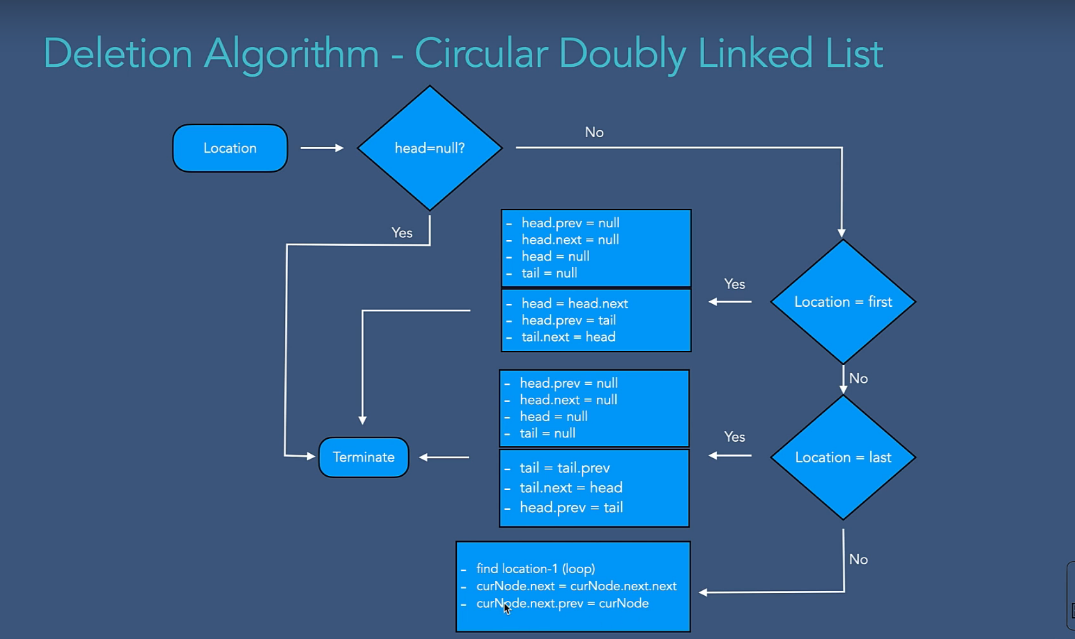 Deletion Algorithm - Circular Doubly Linked List
Location
head=null?
No
Yes
- head.prev = null
- head.next = null
- head = null
- tail = null
Yes
Location = first
- head = head.next
- head.prev = tail
- tail.next = head
No
- head.prev = null
- head.next = null
- head = null
- tail = null
Yes
Location = last
Terminate
- tail = tail.prev
- tail.next = head
- head.prev = tail
No
- find location-1 (loop)
- curNode.next = curNode.next.next
- curNode.next.prev = curNode